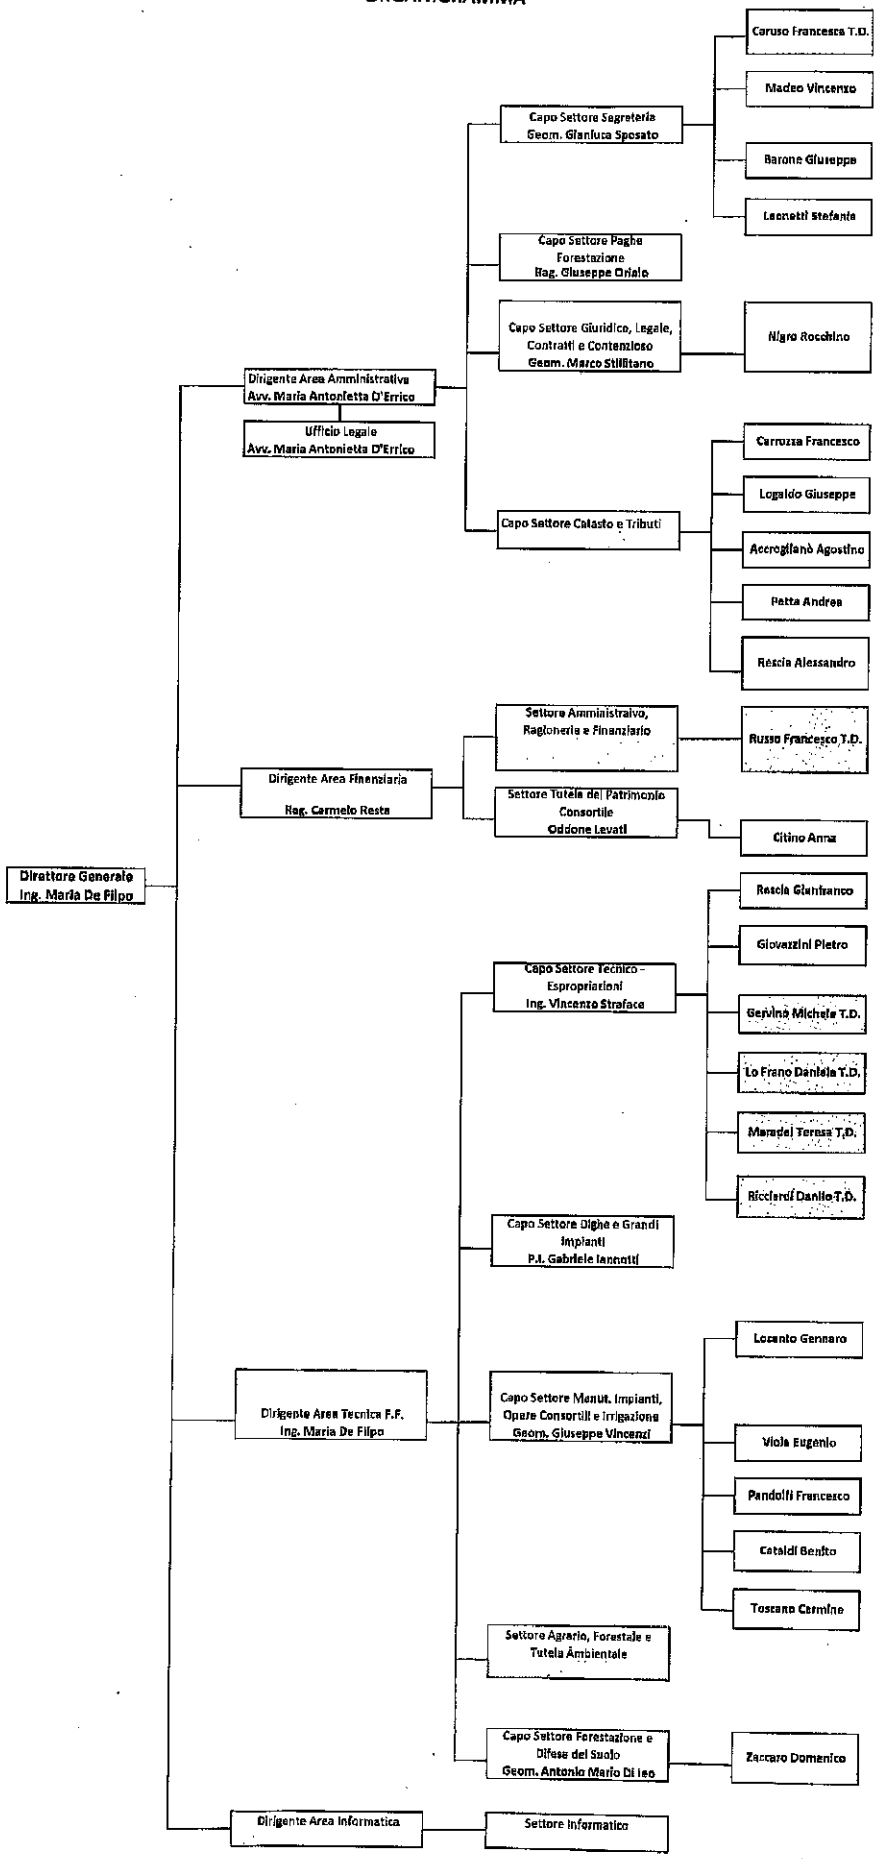 ORGANIGRAMMA
Caruso Francesca T.D.
Madeo Vincenzo
Capo Settore Segreteria
Geom. Gianluca Sposato
Barone Giuseppe
Leonetti Stefania
Capo Settore Paghe
Forestazione
Rag. Giuseppe Oriolo
Capo Settore Giuridico, Legale,
Contratti e Contenzioso
Geom. Marco Stillitano
Nigro Rocchino
Dirigente Area Amministrativa
Avv. Maria Antonietta D'Errico
Ufficio Legale
Avv. Maria Antonietta D'Errico
Carrozza Francesco
Logaldo Giuseppe
Capo Settore Catasto e Tributi
Accroglianò Agostino
Petta Andrea
Rescia Alessandro
Settore Amministraivo,
Ragioneria e Finanziario
Russo Francesco T.D.
Dirigente Area Finanziaria
Rag. Carmelo Resta
Settore Tutela del Patrimonio
Consortile
Oddone Levati
Citino Anna
Direttore Generale
Ing. Maria De Filpo
Rescia Gianfranco
Giovazzini Pietro
Capo Settore Tecnico -
Espropriazioni
Ing. Vincenzo Straface
Gervino Michele T.D.
Lo Frano Daniela T.D.
Maradei Teresa T.D.
Ricciardi Danilo T.D.
Capo Settore Dighe e Grandi
Impianti
P.I. Gabriele Iannotti
Losanto Gennaro
Dirigente Area Tecnica F.F.
Ing. Maria De Filpo
Capo Settore Manut. Impianti,
Opere Consortili e Irrigazione
Geom. Giuseppe Vincenzi
Viola Eugenio
Pandolfi Francesco
Cataldi Benito
Toscano Carmine
Settore Agrario, Forestale e
Tutela Ambientale
Capo Settore Forestazione e
Difesa del Suolo
Geom. Antonio Mario Di Leo
Zaccaro Domenico
Dirigente Area Informatica
Settore Informatico